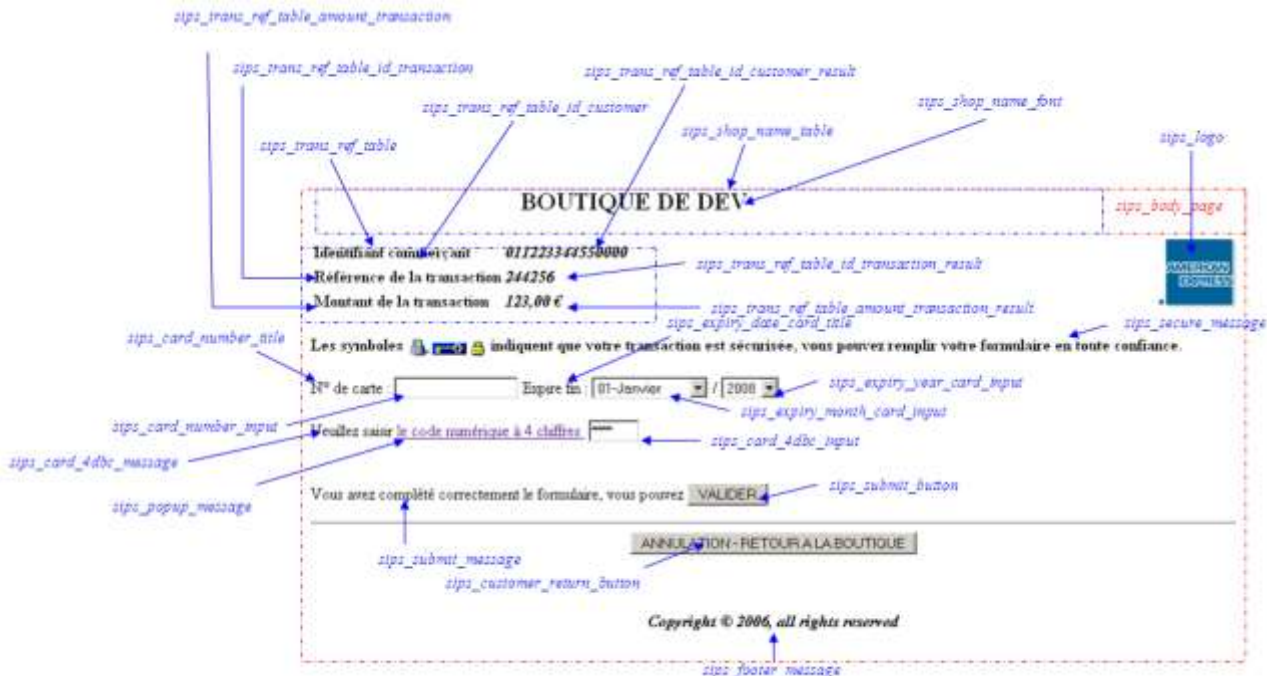 sips_trans_ref_table_amount_transaction
sips_trans_ref_table_id_transaction
sips_trans_ref_table_id_customer_result
sips_trans_ref_table_id_customer
sips_shop_name_font
sips_shop_name_table
sips_logo
sips_trans_ref_table
BOUTIQUE DE DEV
sips_body_page
Identifiant commerçant 011223344550000
AMERICAN EXPRESS
Référence de la transaction 244256
sips_trans_ref_table_id_transaction_result
Montant de la transaction 123,00 €
sips_trans_ref_table_amount_transaction_result
sips_expiry_date_card_title
sips_secure_message
sips_card_number_title
Les symboles indiquent que votre transaction est sécurisée, vous pouvez remplir votre formulaire en toute confiance.
N° de carte : Expire fin : 01-Janvier / 2008
sips_expiry_year_card_input
sips_expiry_month_card_input
sips_card_number_input
Veuillez saisir le code numérique à 4 chiffres
sips_card_4dbc_input
sips_card_4dbc_message
Vous avez complété correctement le formulaire, vous pouvez VALIDER
sips_submit_button
sips_popup_message
ANNULATION - RETOUR A LA BOUTIQUE
sips_submit_message
sips_customer_return_button
Copyright © 2006, all rights reserved
sips_footer_message